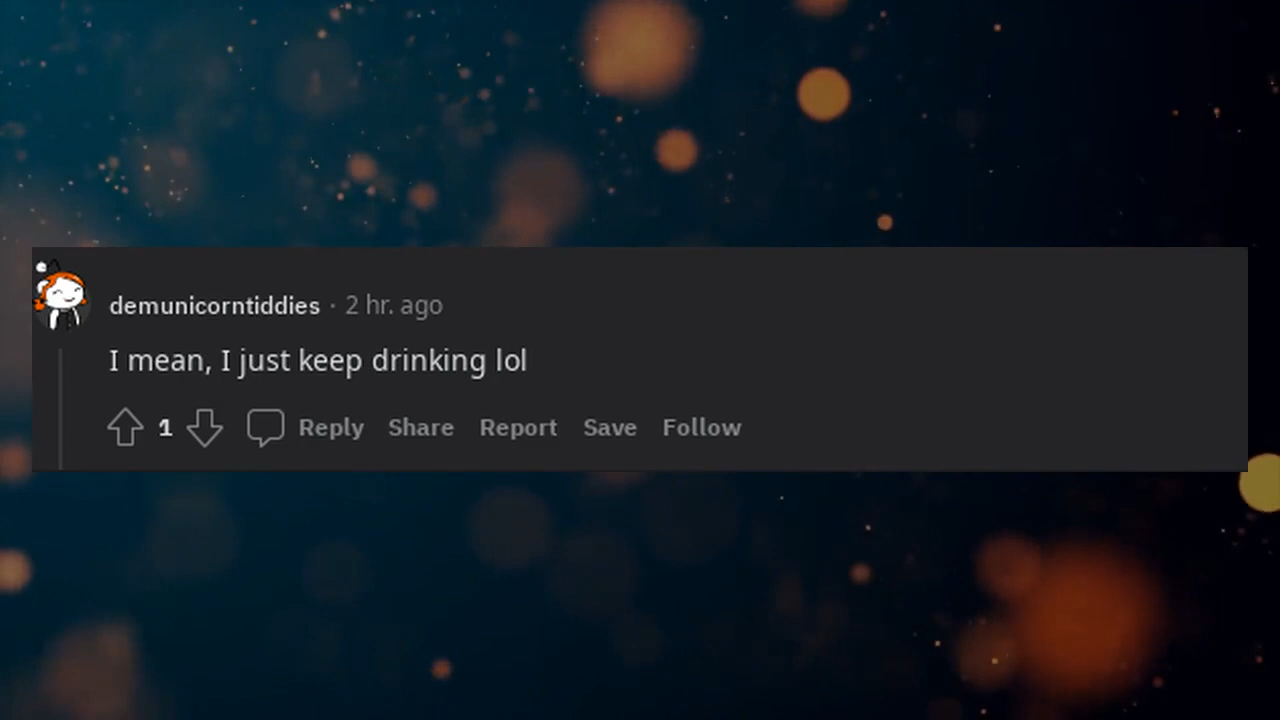 demunicorntiddies · 2 hr. ago
I mean, I just keep drinking lol
1 Reply Share Report Save Follow